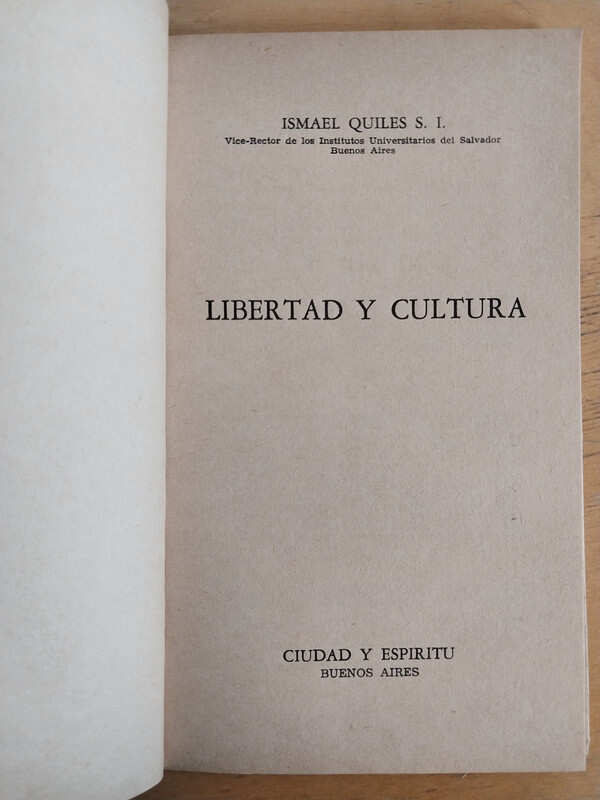 ISMAEL QUILES S. I.
Vice-Rector de los Institutos Universitarios del Salvador
Buenos Aires
LIBERTAD Y CULTURA
CIUDAD Y ESPIRITU
BUENOS AIRES